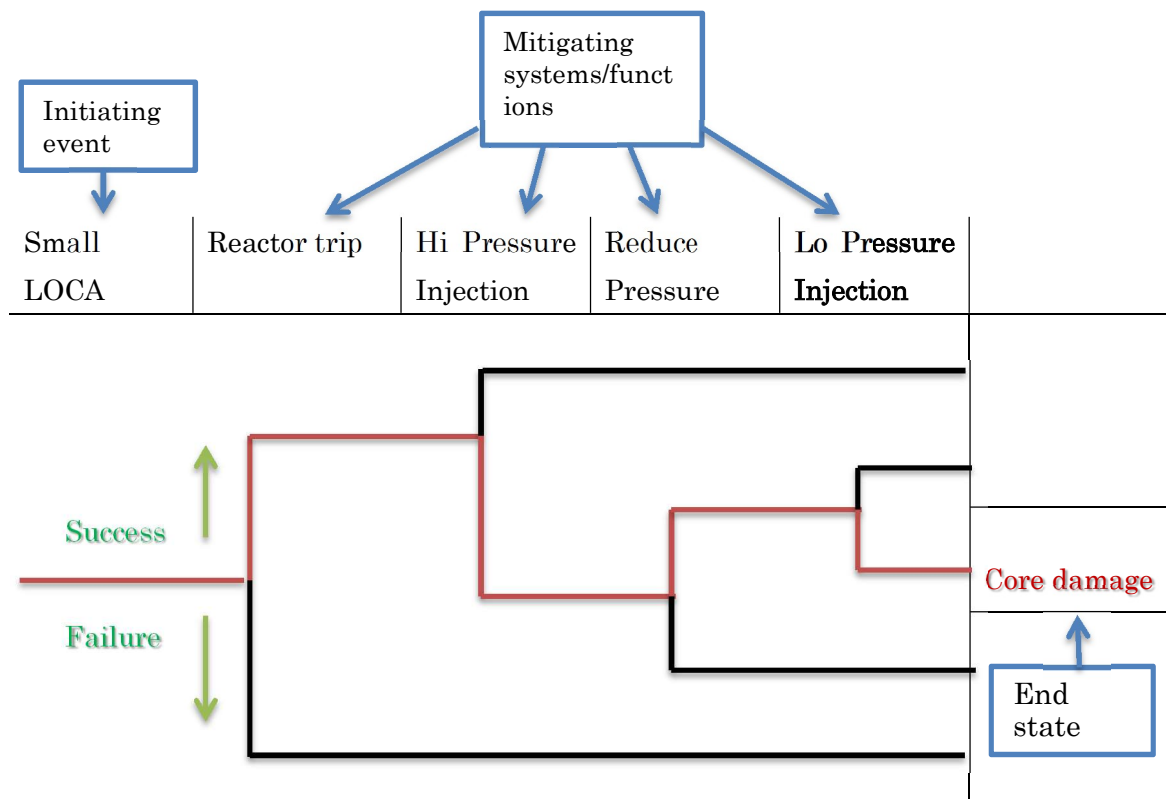 Mitigating
systems/funct
ions
Initiating
event
Small
LOCA
Reactor trip
Hi Pressure
Injection
Reduce
Pressure
Lo Pressure
Injection
Success
Failure
Core damage
End
state